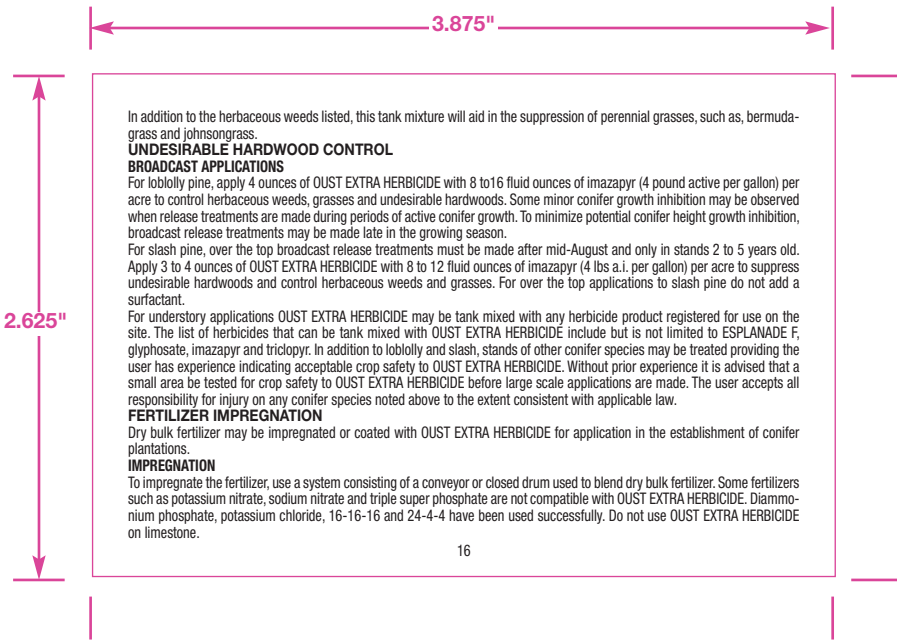 3.875"
2.625"
In addition to the herbaceous weeds listed, this tank mixture will aid in the suppression of perennial grasses, such as, bermuda-
grass and johnsongrass.
UNDESIRABLE HARDWOOD CONTROL
BROADCAST APPLICATIONS
For loblolly pine, apply 4 ounces of OUST EXTRA HERBICIDE with 8 to16 fluid ounces of imazapyr (4 pound active per gallon) per
acre to control herbaceous weeds, grasses and undesirable hardwoods. Some minor conifer growth inhibition may be observed
when release treatments are made during periods of active conifer growth. To minimize potential conifer height growth inhibition,
broadcast release treatments may be made late in the growing season.
For slash pine, over the top broadcast release treatments must be made after mid-August and only in stands 2 to 5 years old.
Apply 3 to 4 ounces of OUST EXTRA HERBICIDE with 8 to 12 fluid ounces of imazapyr (4 lbs a.i. per gallon) per acre to suppress
undesirable hardwoods and control herbaceous weeds and grasses. For over the top applications to slash pine do not add a
surfactant.
For understory applications OUST EXTRA HERBICIDE may be tank mixed with any herbicide product registered for use on the
site. The list of herbicides that can be tank mixed with OUST EXTRA HERBICIDE include but is not limited to ESPLANADE F,
glyphosate, imazapyr and triclopyr. In addition to loblolly and slash, stands of other conifer species may be treated providing the
user has experience indicating acceptable crop safety to OUST EXTRA HERBICIDE. Without prior experience it is advised that a
small area be tested for crop safety to OUST EXTRA HERBICIDE before large scale applications are made. The user accepts all
responsibility for injury on any conifer species noted above to the extent consistent with applicable law.
FERTILIZER IMPREGNATION
Dry bulk fertilizer may be impregnated or coated with OUST EXTRA HERBICIDE for application in the establishment of conifer
plantations.
IMPREGNATION
To impregnate the fertilizer, use a system consisting of a conveyor or closed drum used to blend dry bulk fertilizer. Some fertilizers
such as potassium nitrate, sodium nitrate and triple super phosphate are not compatible with OUST EXTRA HERBICIDE. Diammo-
nium phosphate, potassium chloride, 16-16-16 and 24-4-4 have been used successfully. Do not use OUST EXTRA HERBICIDE
on limestone.
16